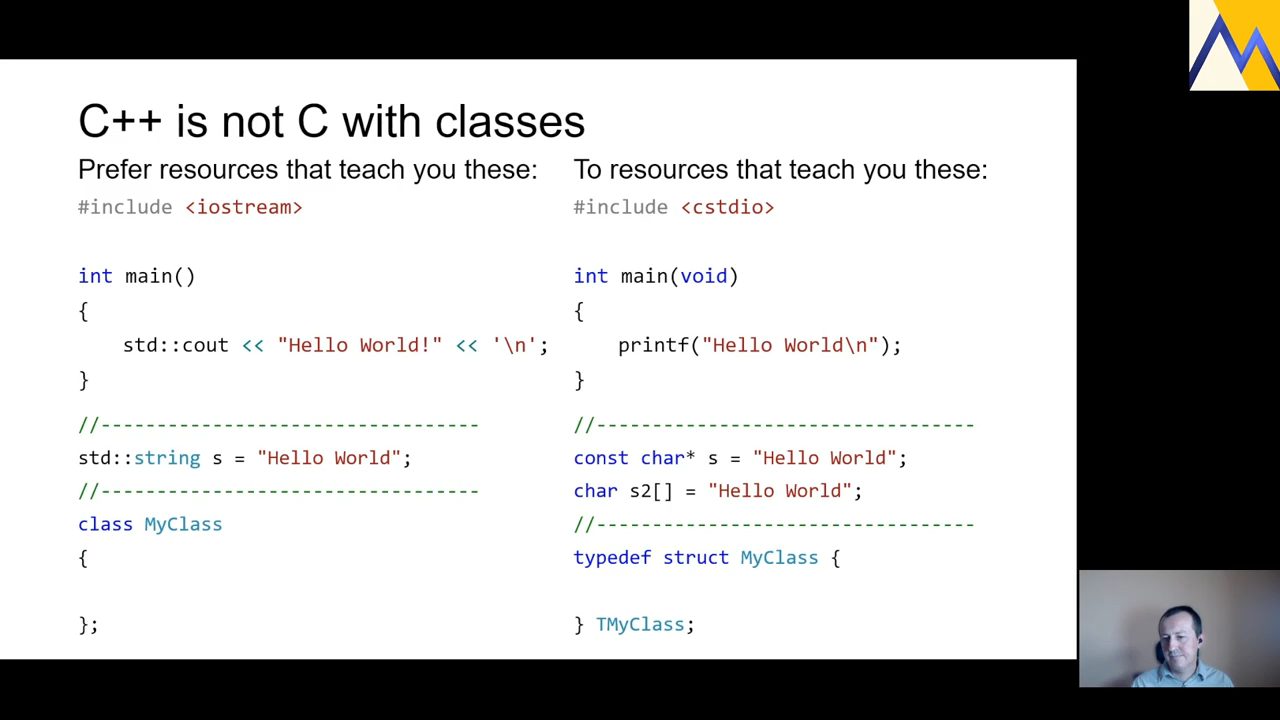 C++ is not C with classes
Prefer resources that teach you these:
#include <iostream>
int main()
{
std::cout << "Hello World!" << '\n';
}
//----------------------------------
std::string s = "Hello World";
//----------------------------------
class MyClass
{
};
To resources that teach you these:
#include <cstdio>
int main(void)
{
printf("Hello World\n");
}
//----------------------------------
const char* s = "Hello World";
char s2[] = "Hello World";
//----------------------------------
typedef struct MyClass {
} TMyClass;